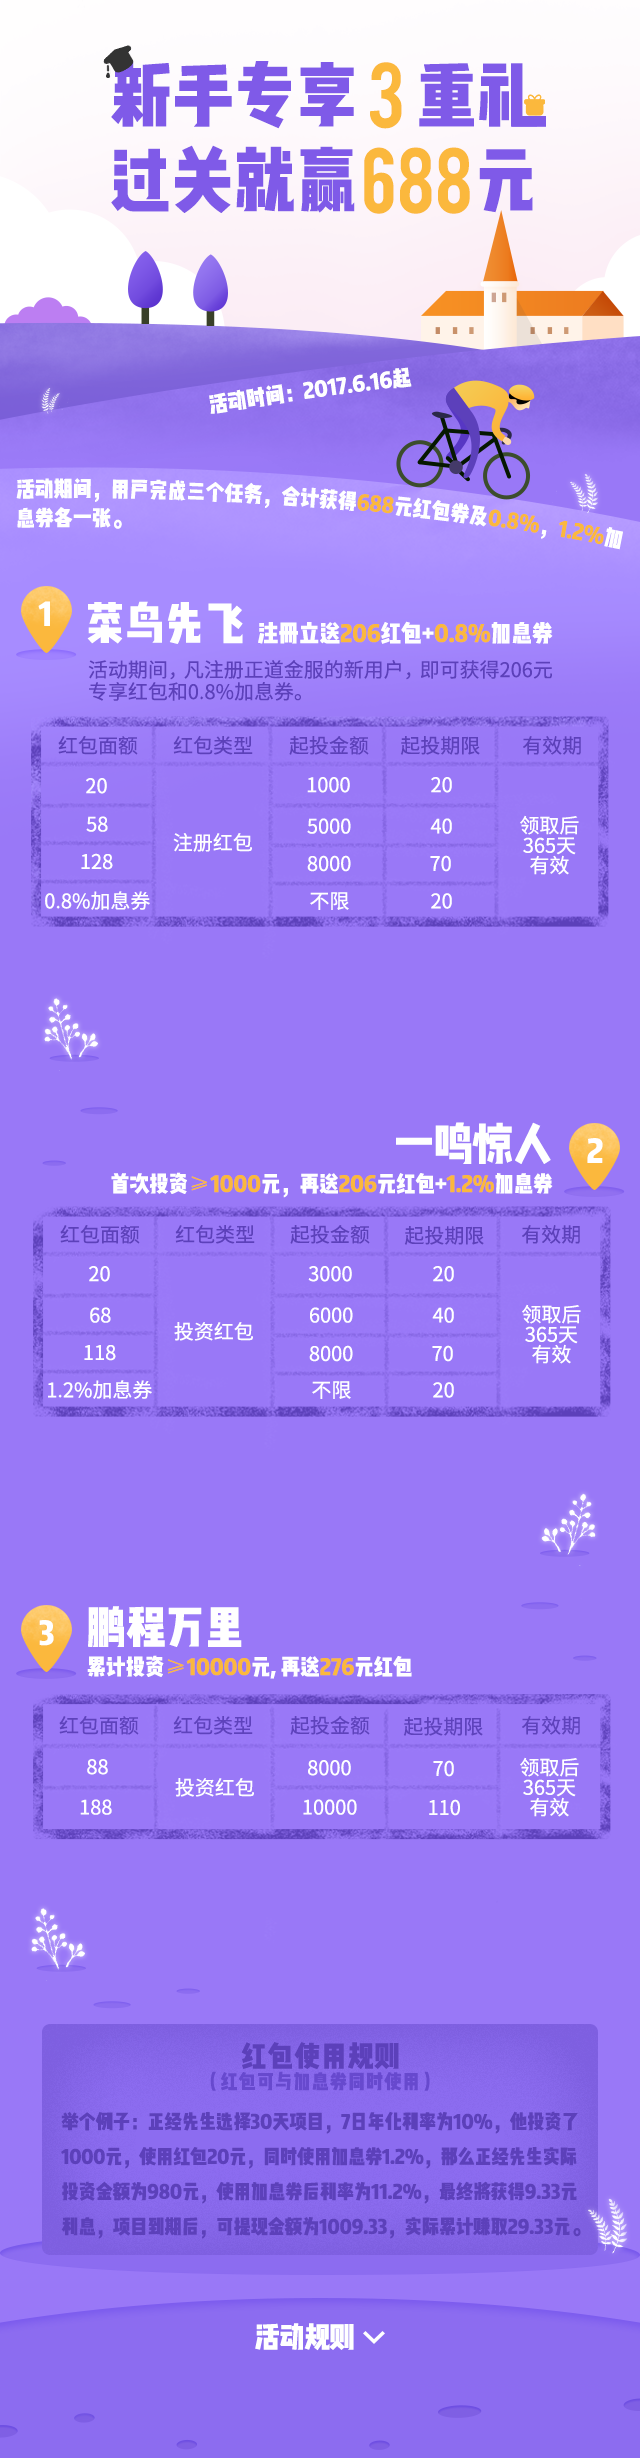 新手专享3重礼
过关就赢688元
活动时间：2017.6.16起
活动期间，用户完成三个任务，合计获得688元红包券及0.8%，1.2%加
息券各一张。
1
菜鸟先飞 注册立送206红包+0.8%加息券
活动期间，凡注册正道金服的新用户，即可获得206元
专享红包和0.8%加息券。
红包面额 红包类型 起投金额 起投期限 有效期
20 1000 20
58 5000 40
128 8000 70
0.8%加息券 不限 20
注册红包
领取后
365天
有效
一鸣惊人
2
首次投资≥1000元，再送206元红包+1.2%加息券
红包面额 红包类型 起投金额 起投期限 有效期
20 3000 20
68 6000 40
118 8000 70
1.2%加息券 不限 20
投资红包
领取后
365天
有效
3
鹏程万里
累计投资≥10000元, 再送276元红包
红包面额 红包类型 起投金额 起投期限 有效期
88 8000 70
188 10000 110
投资红包
领取后
365天
有效
红包使用规则
（红包可与加息券同时使用）
举个例子：正经先生选择30天项目，7日年化利率为10%，他投资了
1000元，使用红包20元，同时使用加息券1.2%，那么正经先生实际
投资金额为980元，使用加息券后利率为11.2%，最终将获得9.33元
利息，项目到期后，可提现金额为1009.33，实际累计赚取29.33元。
活动规则